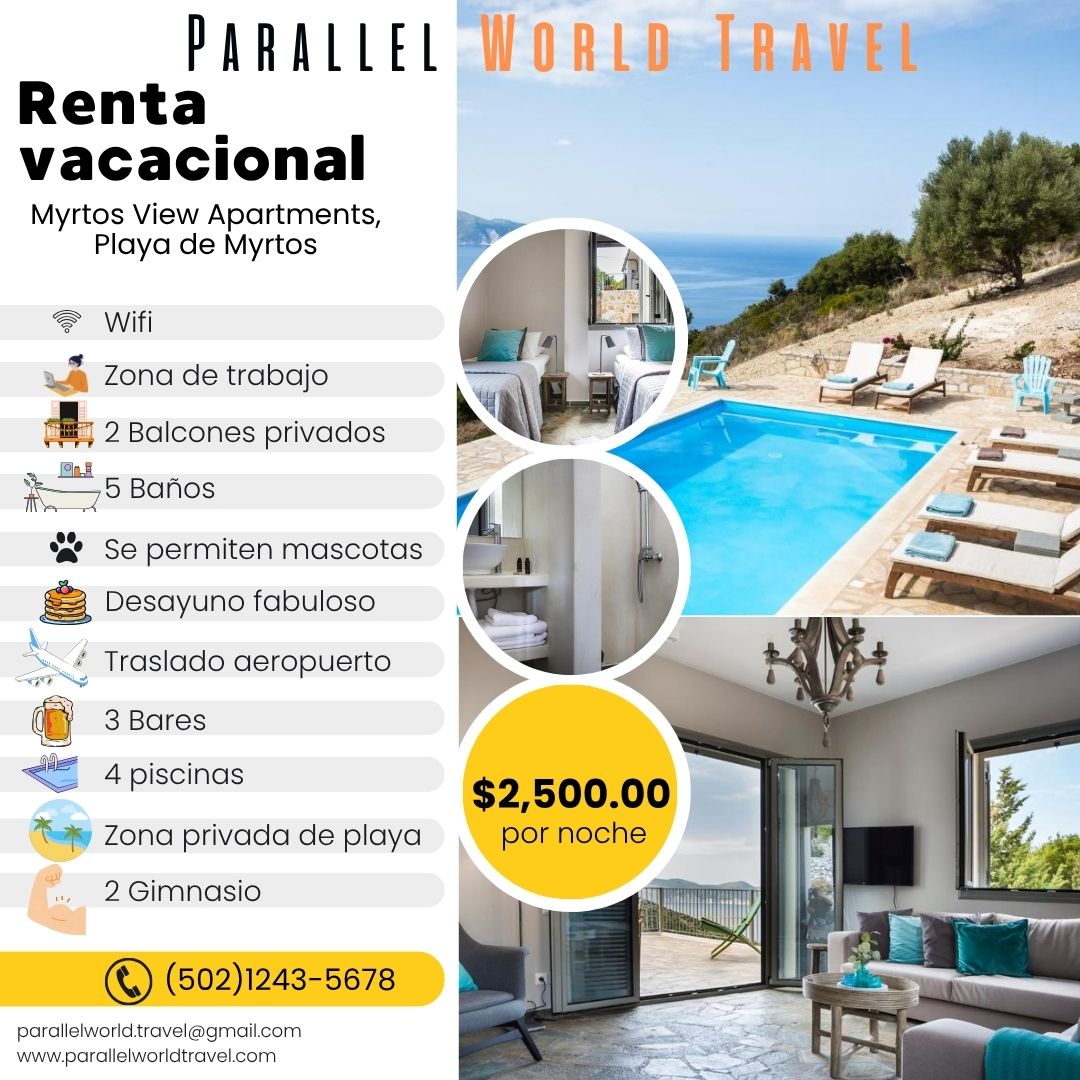 PARALLEL WORLD TRAVEL
Renta
vacacional
Myrtos View Apartments,
Playa de Myrtos
Wifi
Zona de trabajo
2 Balcones privados
5 Baños
Se permiten mascotas
Desayuno fabuloso
Traslado aeropuerto
3 Bares
4 piscinas
Zona privada de playa
2 Gimnasio
$2,500.00
por noche
(502)1243-5678
parallelworld.travel@gmail.com
www.parallelworldtravel.com